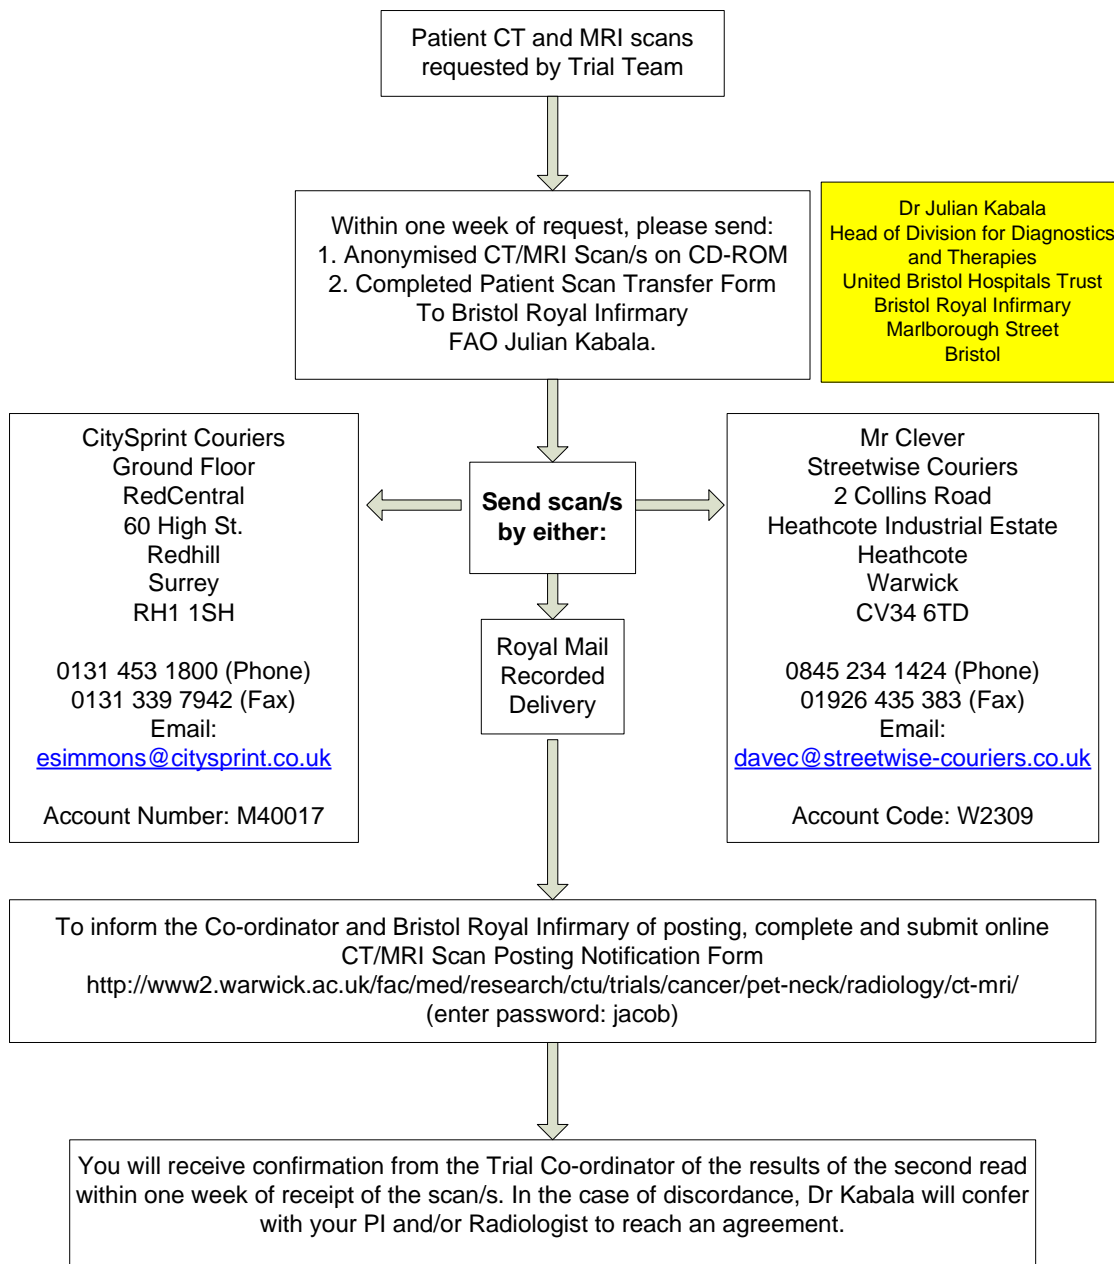 Patient CT and MRI scans
requested by Trial Team
Within one week of request, please send:
1. Anonymised CT/MRI Scan/s on CD-ROM
2. Completed Patient Scan Transfer Form
To Bristol Royal Infirmary
FAO Julian Kabala.
Dr Julian Kabala
Head of Division for Diagnostics
and Therapies
United Bristol Hospitals Trust
Bristol Royal Infirmary
Marlborough Street
Bristol
CitySprint Couriers
Ground Floor
RedCentral
60 High St.
Redhill
Surrey
RH1 1SH
0131 453 1800 (Phone)
0131 339 7942 (Fax)
Email:
esimmons@citysprint.co.uk
Account Number: M40017
Send scan/s
by either:
Royal Mail
Recorded
Delivery
Mr Clever
Streetwise Couriers
2 Collins Road
Heathcote Industrial Estate
Heathcote
Warwick
CV34 6TD
0845 234 1424 (Phone)
01926 435 383 (Fax)
Email:
davec@streetwise-couriers.co.uk
Account Code: W2309
To inform the Co-ordinator and Bristol Royal Infirmary of posting, complete and submit online
CT/MRI Scan Posting Notification Form
http://www2.warwick.ac.uk/fac/med/research/ctu/trials/cancer/pet-neck/radiology/ct-mri/
(enter password: jacob)
You will receive confirmation from the Trial Co-ordinator of the results of the second read
within one week of receipt of the scan/s. In the case of discordance, Dr Kabala will confer
with your PI and/or Radiologist to reach an agreement.